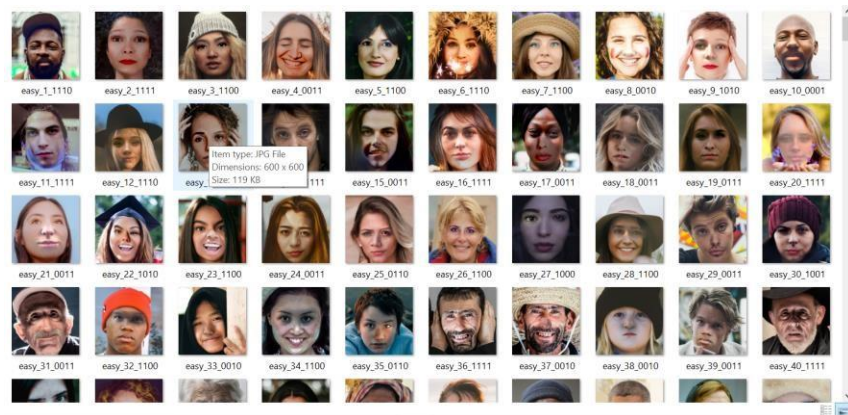 easy_1_1110 easy_2_1111 easy_3_1100 easy_4_0011 easy_5_1100 easy_6_1110 easy_7_1100 easy_8_0010 easy_9_1010 easy_10_0001
Item type: JPG File
Dimensions: 600 x 600
Size: 119 KB
easy_11_1111 easy_12_1110 easy_ 111 easy_15_0011 easy_16_1111 easy_17_0011 easy_18_0011 easy_19_0111 easy_20_1111
easy_21_0011 easy_22_1010 easy_23_1100 easy_24_0011 easy_25_0110 easy_26_1100 easy_27_1000 easy_28_1100 easy_29_0011 easy_30_1001
easy_31_0011 easy_32_1100 easy_33_0010 easy_34_1100 easy_35_0110 easy_36_1111 easy_37_0010 easy_38_0010 easy_39_0011 easy_40_1111